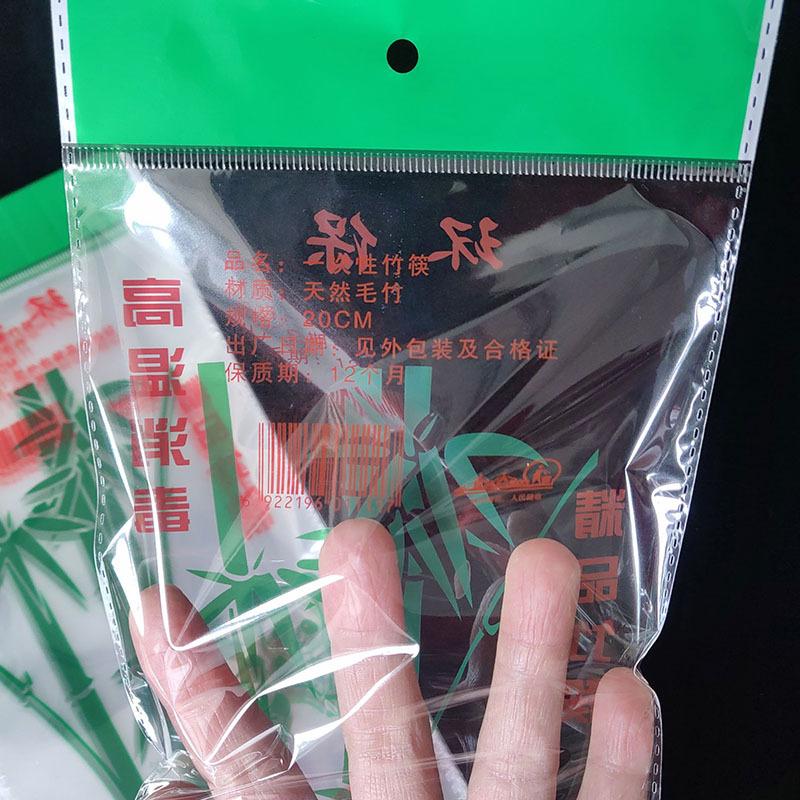 环保
品名：性竹筷
材质：天然毛竹
规格：20CM
出厂日期：见外包装及合格证
保质期：12个月
高温消毒
精品
6 922196